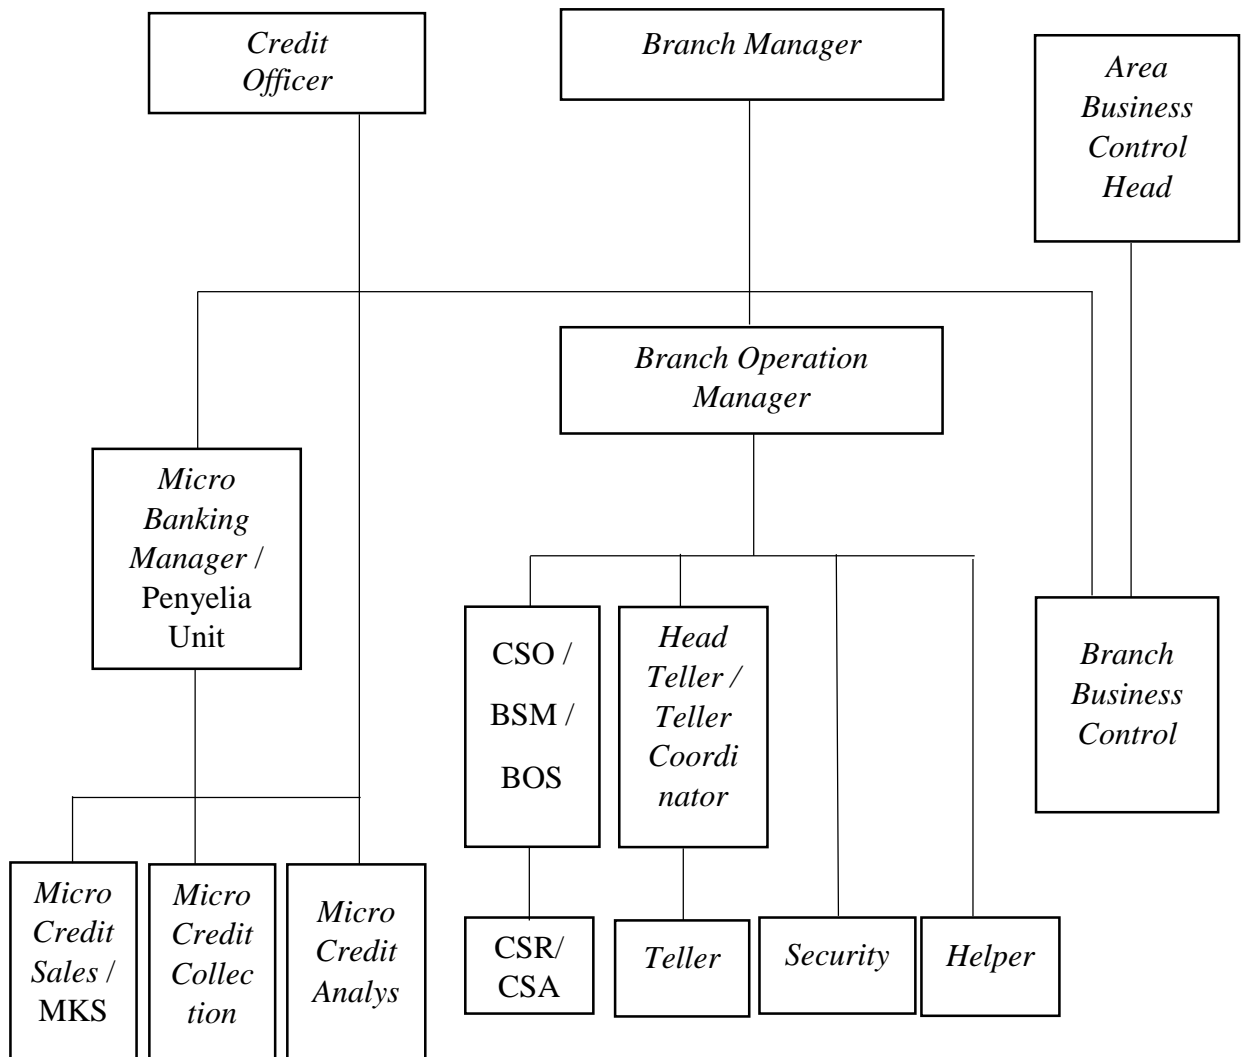 Credit
Officer
Branch Manager
Area
Business
Control
Head
Branch Operation
Manager
Micro
Banking
Manager /
Penyelia
Unit
CSO /
BSM /
BOS
Head
Teller /
Teller
Coordi
nator
Branch
Business
Control
Micro
Credit
Sales /
MKS
Micro
Credit
Collec
tion
Micro
Credit
Analys
CSR/
CSA
Teller
Security
Helper